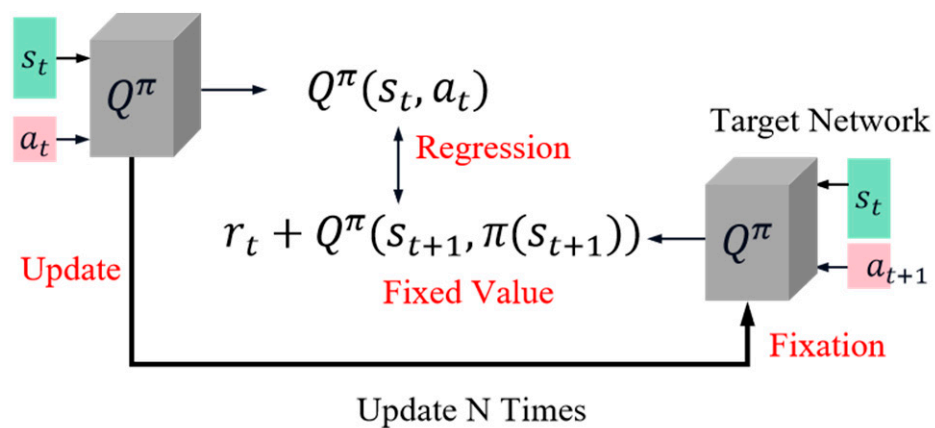 s_t
Q^π
a_t
Q^π(s_t, a_t)
Regression
Target Network
r_t + Q^π(s_{t+1}, π(s_{t+1}))
Q^π
s_t
a_{t+1}
Update
Fixed Value
Fixation
Update N Times